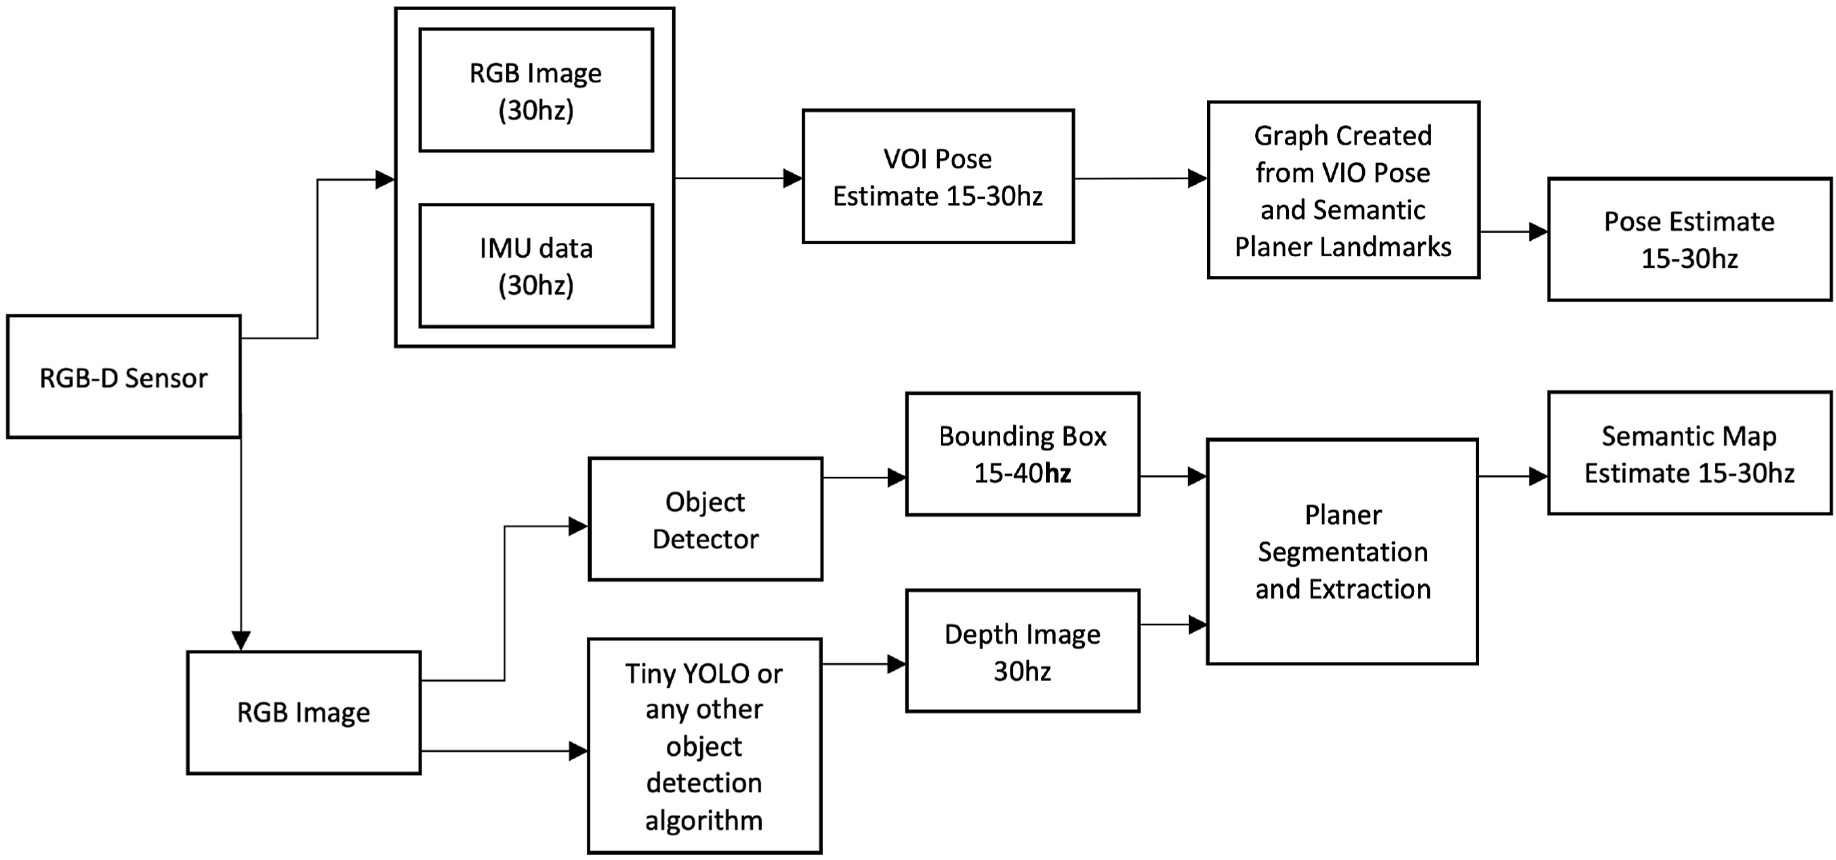 RGB Image
(30hz)
IMU data
(30hz)
VOI Pose
Estimate 15-30hz
Graph Created
from VIO Pose
and Semantic
Planer Landmarks
Pose Estimate
15-30hz
RGB-D Sensor
RGB Image
Object
Detector
Tiny YOLO or
any other
object
detection
algorithm
Bounding Box
15-40hz
Depth Image
30hz
Planer
Segmentation
and Extraction
Semantic Map
Estimate 15-30hz